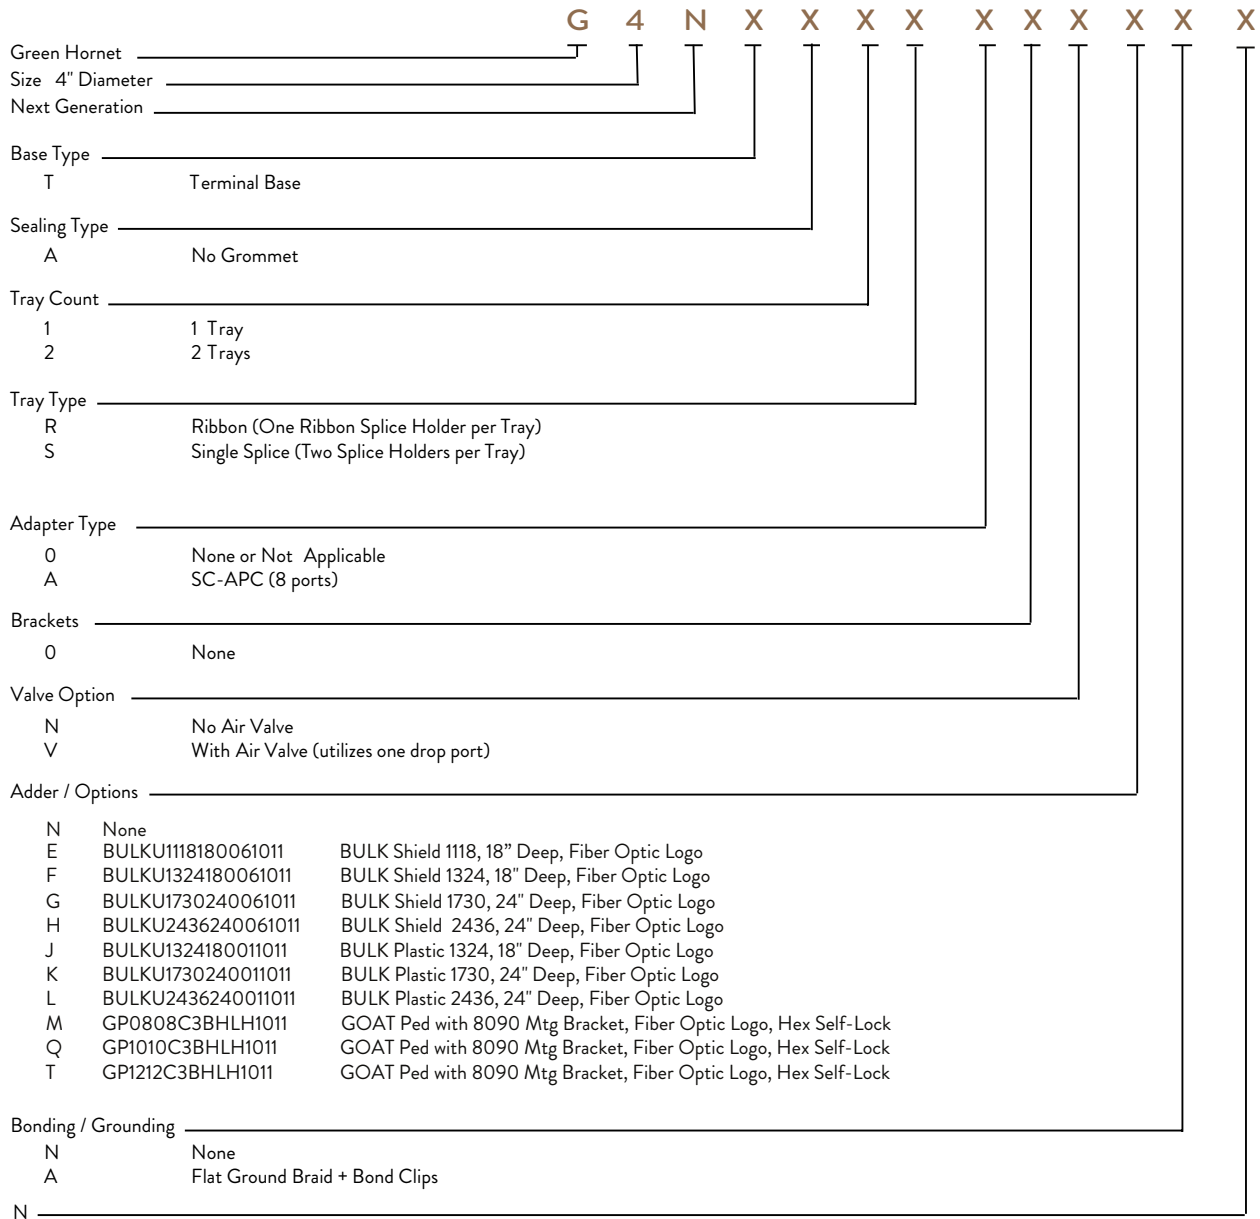 G 4 N X X X X X X X X X X
Green Hornet
Size 4" Diameter
Next Generation
Base Type
T Terminal Base
Sealing Type
A No Grommet
Tray Count
1 1 Tray
2 2 Trays
Tray Type
R Ribbon (One Ribbon Splice Holder per Tray)
S Single Splice (Two Splice Holders per Tray)
Adapter Type
0 None or Not Applicable
A SC-APC (8 ports)
Brackets
0 None
Valve Option
N No Air Valve
V With Air Valve (utilizes one drop port)
Adder / Options
N None
E BULKU1118180061011 BULK Shield 1118, 18” Deep, Fiber Optic Logo
F BULKU1324180061011 BULK Shield 1324, 18" Deep, Fiber Optic Logo
G BULKU1730240061011 BULK Shield 1730, 24" Deep, Fiber Optic Logo
H BULKU2436240061011 BULK Shield 2436, 24" Deep, Fiber Optic Logo
J BULKU1324180011011 BULK Plastic 1324, 18" Deep, Fiber Optic Logo
K BULKU1730240011011 BULK Plastic 1730, 24" Deep, Fiber Optic Logo
L BULKU2436240011011 BULK Plastic 2436, 24" Deep, Fiber Optic Logo
M GP0808C3BHLH1011 GOAT Ped with 8090 Mtg Bracket, Fiber Optic Logo, Hex Self-Lock
Q GP1010C3BHLH1011 GOAT Ped with 8090 Mtg Bracket, Fiber Optic Logo, Hex Self-Lock
T GP1212C3BHLH1011 GOAT Ped with 8090 Mtg Bracket, Fiber Optic Logo, Hex Self-Lock
Bonding / Grounding
N None
A Flat Ground Braid + Bond Clips
N